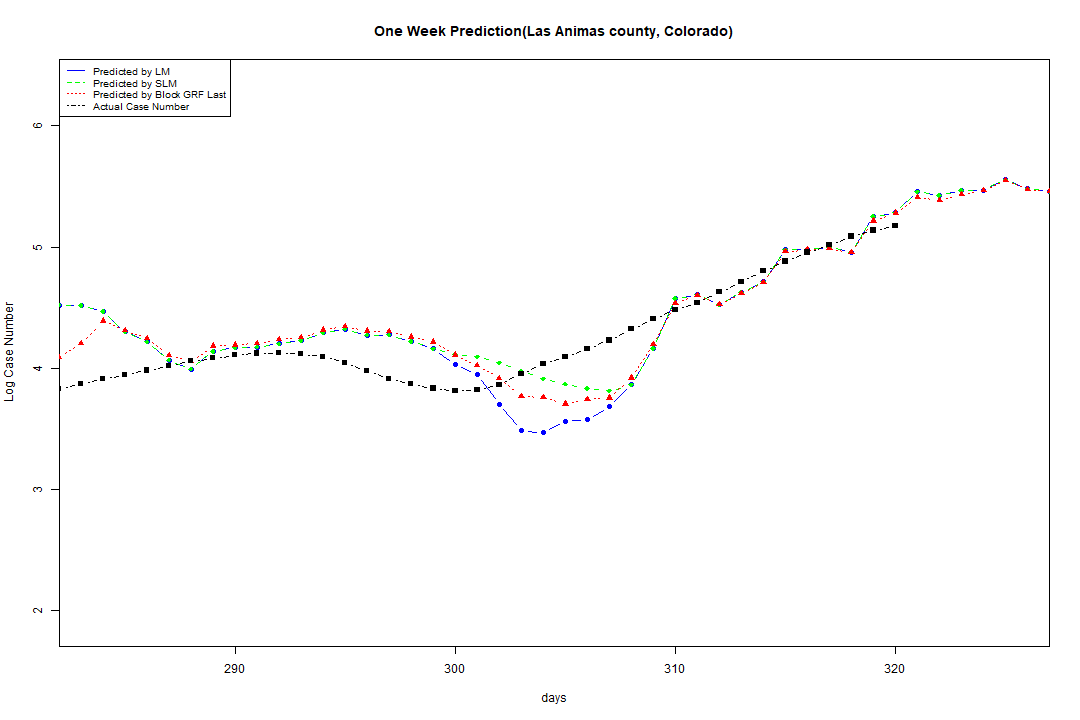 One Week Prediction(Las Animas county, Colorado)
Predicted by LM
Predicted by SLM
Predicted by Block GRF Last
Actual Case Number
6
5
4
3
2
Log Case Number
290 300 310 320
days